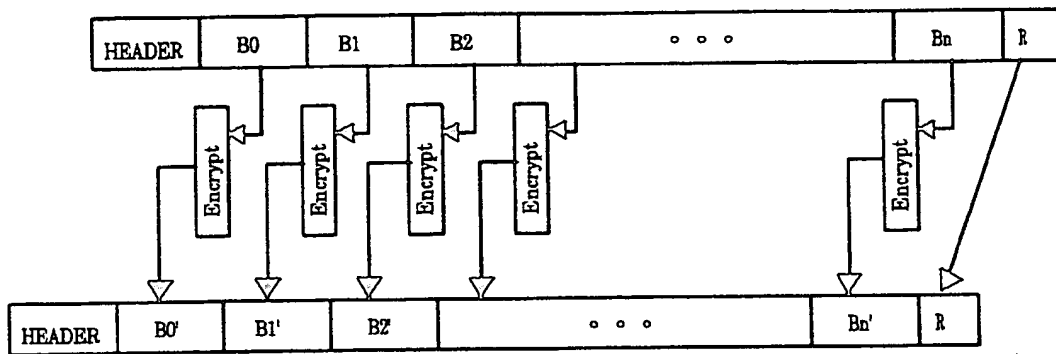 HEADER B0 B1 B2 ° ° ° Bn R
Encrypt Encrypt Encrypt Encrypt Encrypt
HEADER B0' B1' B2' ° ° ° Bn' R